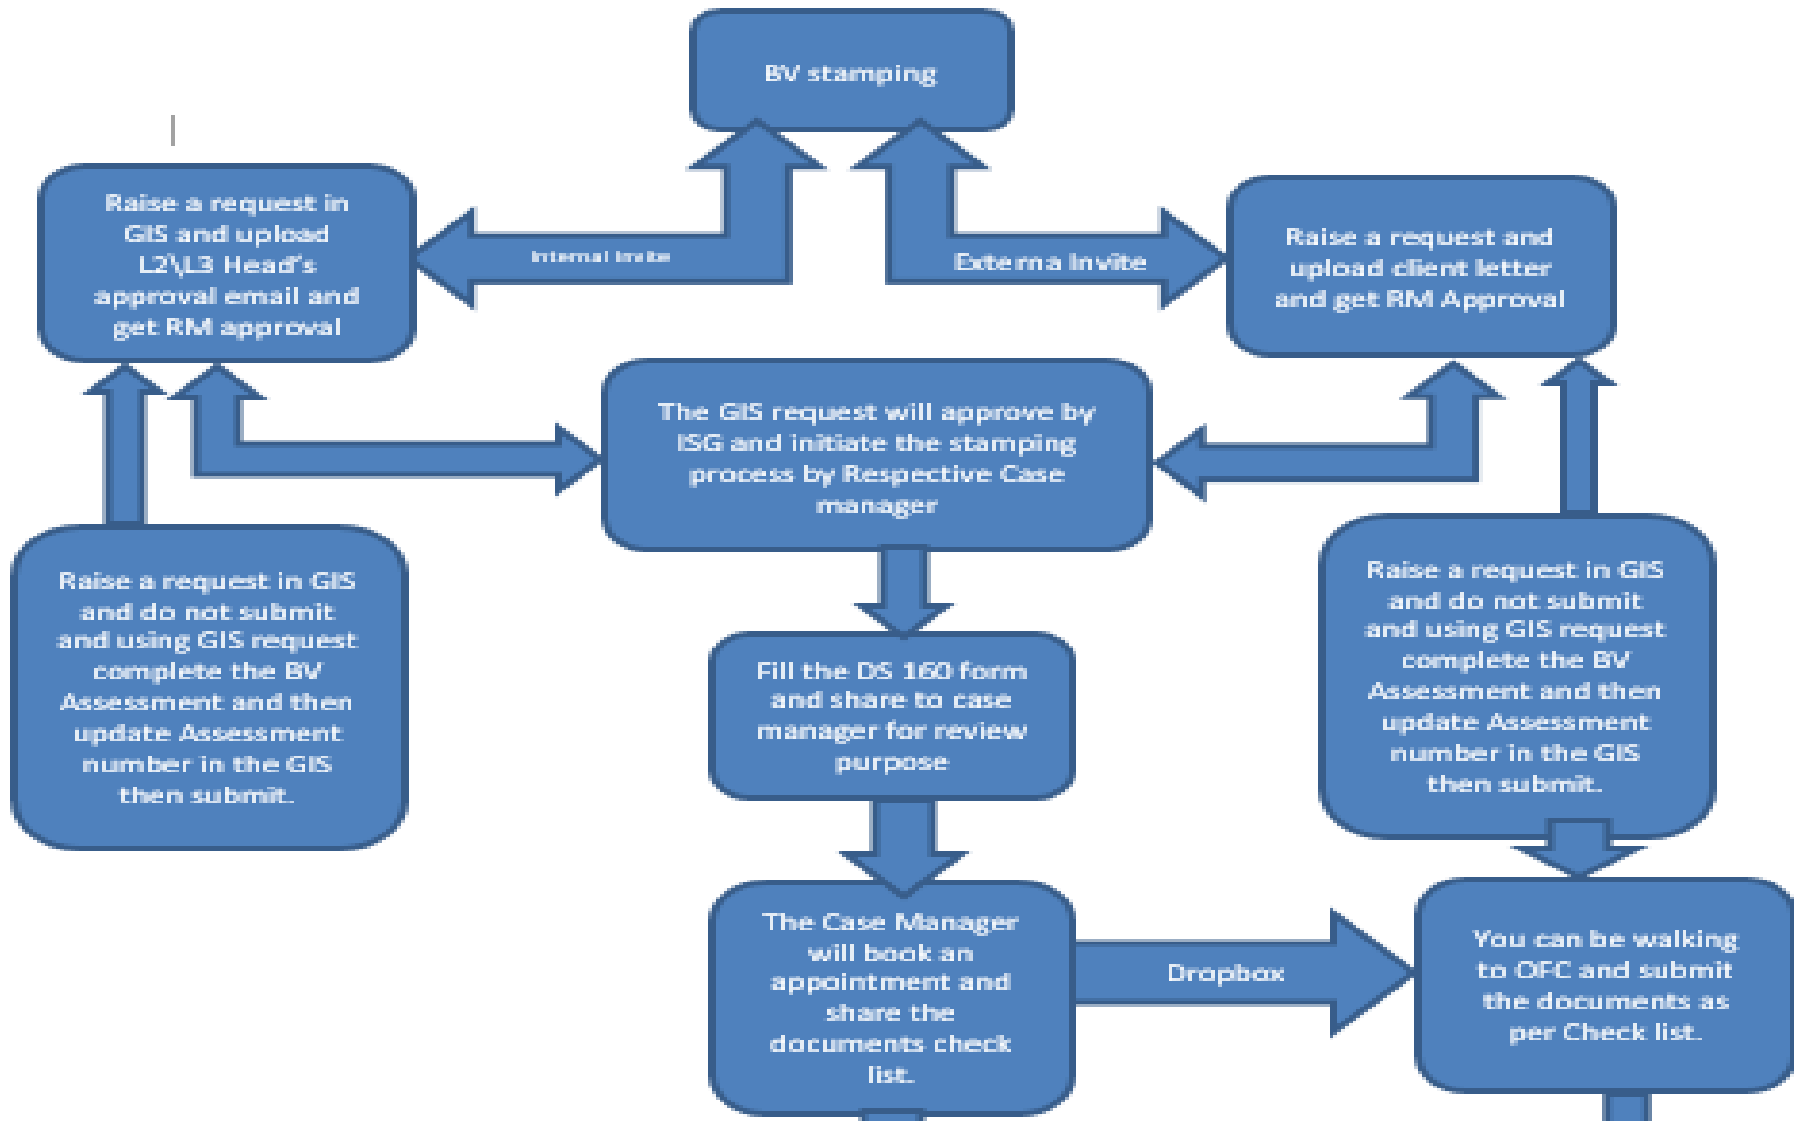 BV stamping
Raise a request in
GIS and upload
L2\L3 Head's
approval email and
get RM approval
Internal Invite
Externa Invite
Raise a request and
upload client letter
and get RM Approval
The GIS request will approve by
ISG and initiate the stamping
process by Respective Case
manager
Raise a request in GIS
and do not submit
and using GIS request
complete the BV
Assessment and then
update Assessment
number in the GIS
then submit.
Fill the DS 160 form
and share to case
manager for review
purpose
Raise a request in GIS
and do not submit
and using GIS request
complete the BV
Assessment and then
update Assessment
number in the GIS
then submit.
The Case Manager
will book an
appointment and
share the
documents check
list.
Dropbox
You can be walking
to OFC and submit
the documents as
per Check list.